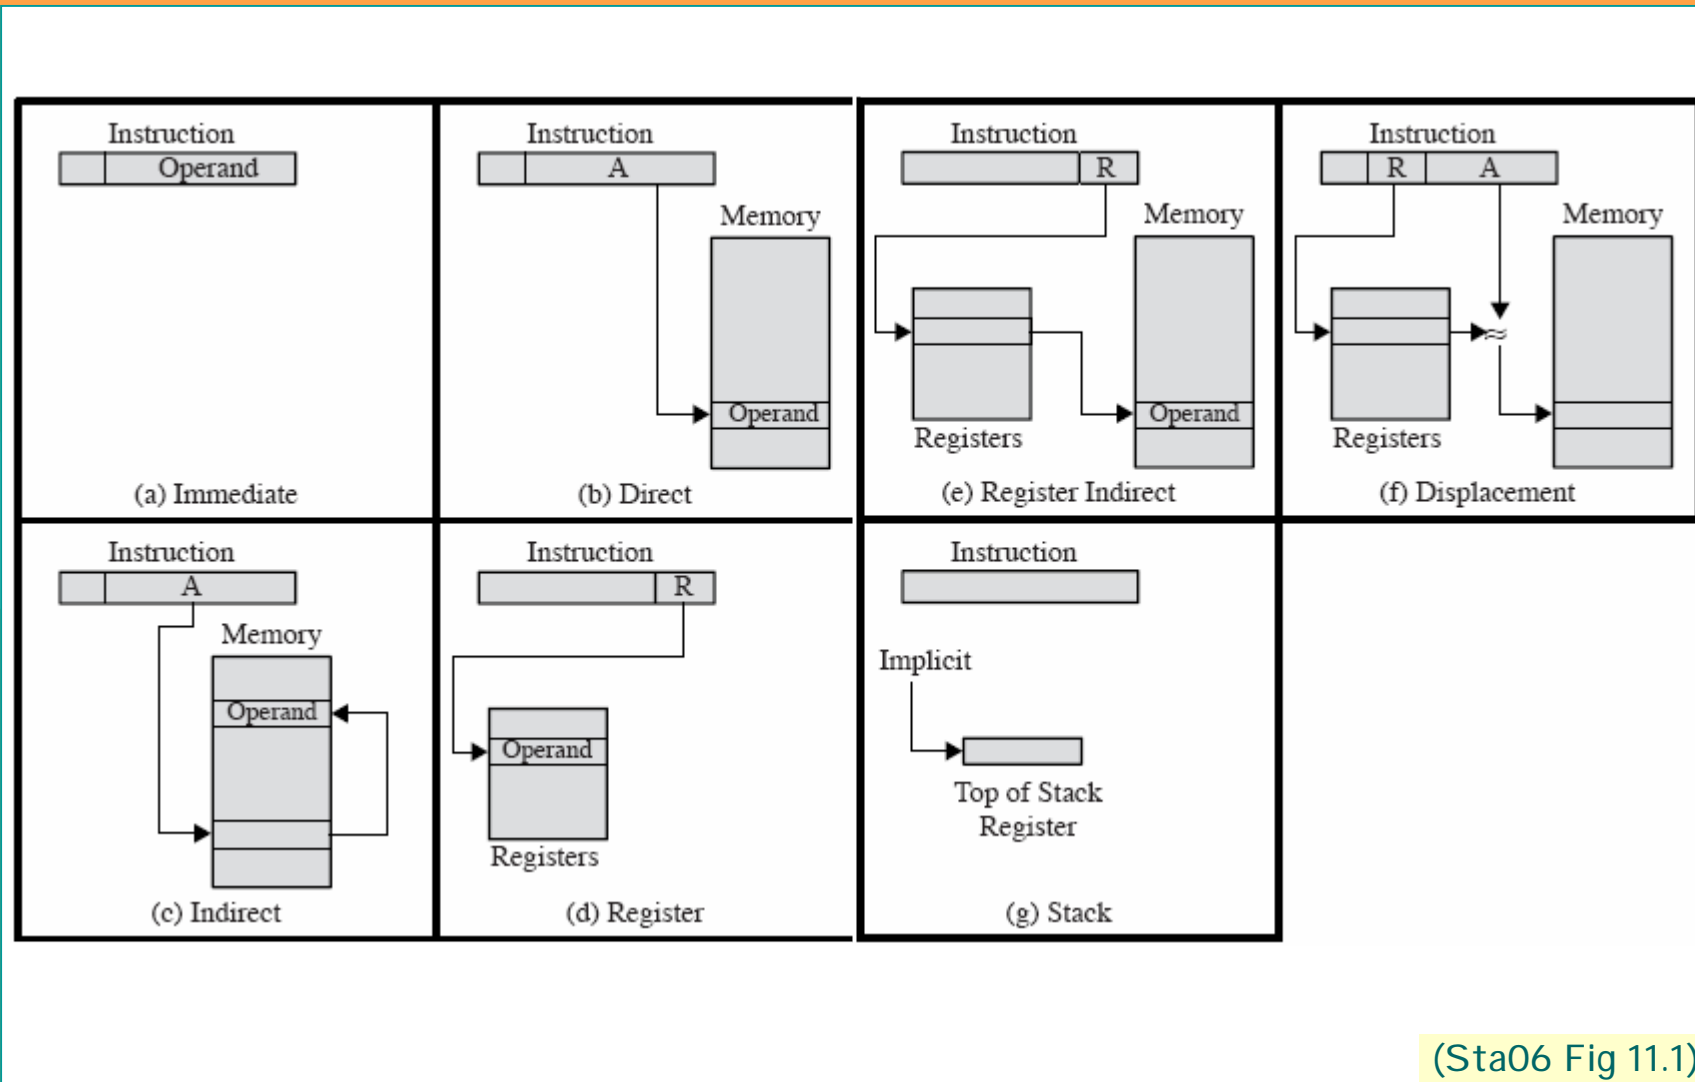 Instruction
Operand
(a) Immediate
Instruction
A
Memory
Operand
(b) Direct
Instruction
R
Memory
Operand
Registers
(e) Register Indirect
Instruction
R A
Memory
≈
Registers
(f) Displacement
Instruction
A
Memory
Operand
(c) Indirect
Instruction
R
Operand
Registers
(d) Register
Instruction
Implicit
Top of Stack
Register
(g) Stack
(Sta06 Fig 11.1)